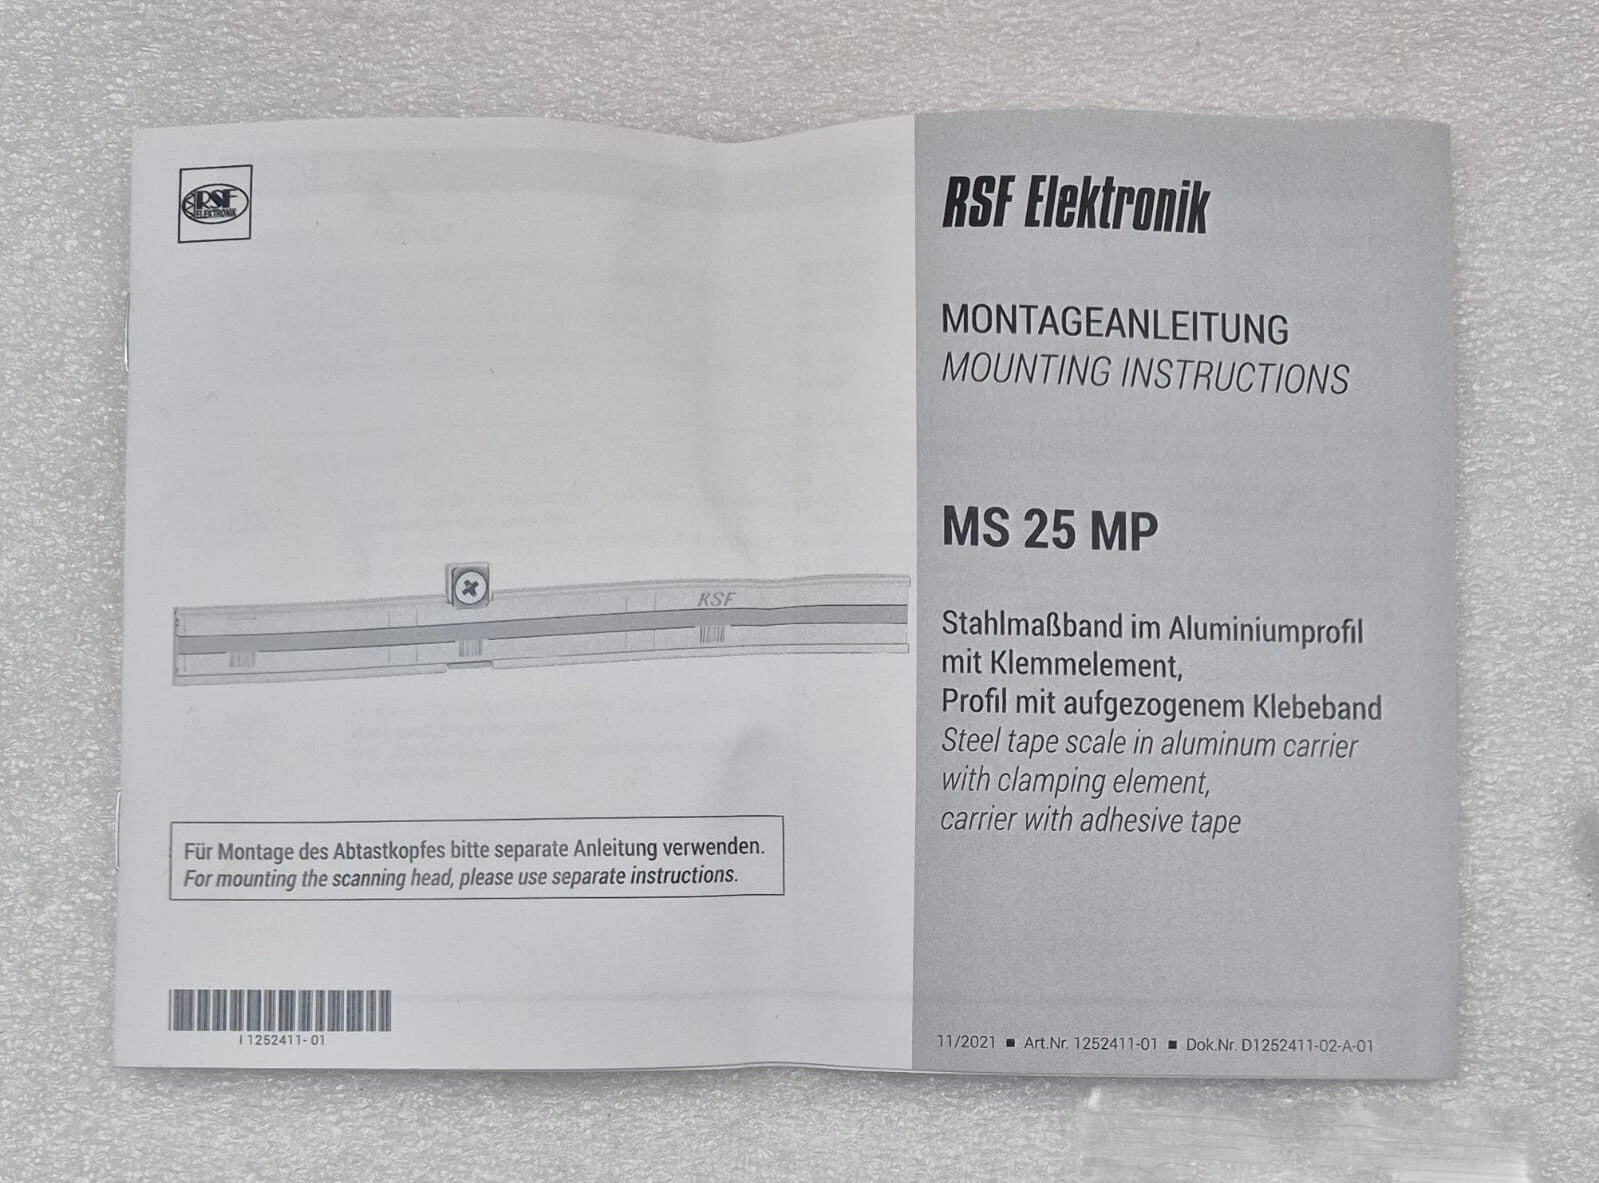 RSF
ELEKTRONIK
RSF
Für Montage des Abtastkopfes bitte separate Anleitung verwenden.
For mounting the scanning head, please use separate instructions.
I 1252411- 01
RSF Elektronik
MONTAGEANLEITUNG
MOUNTING INSTRUCTIONS
MS 25 MP
Stahlmaßband im Aluminiumprofil
mit Klemmelement,
Profil mit aufgezogenem Klebeband
Steel tape scale in aluminum carrier
with clamping element,
carrier with adhesive tape
11/2021 ■ Art.Nr. 1252411-01 ■ Dok.Nr. D1252411-02-A-01